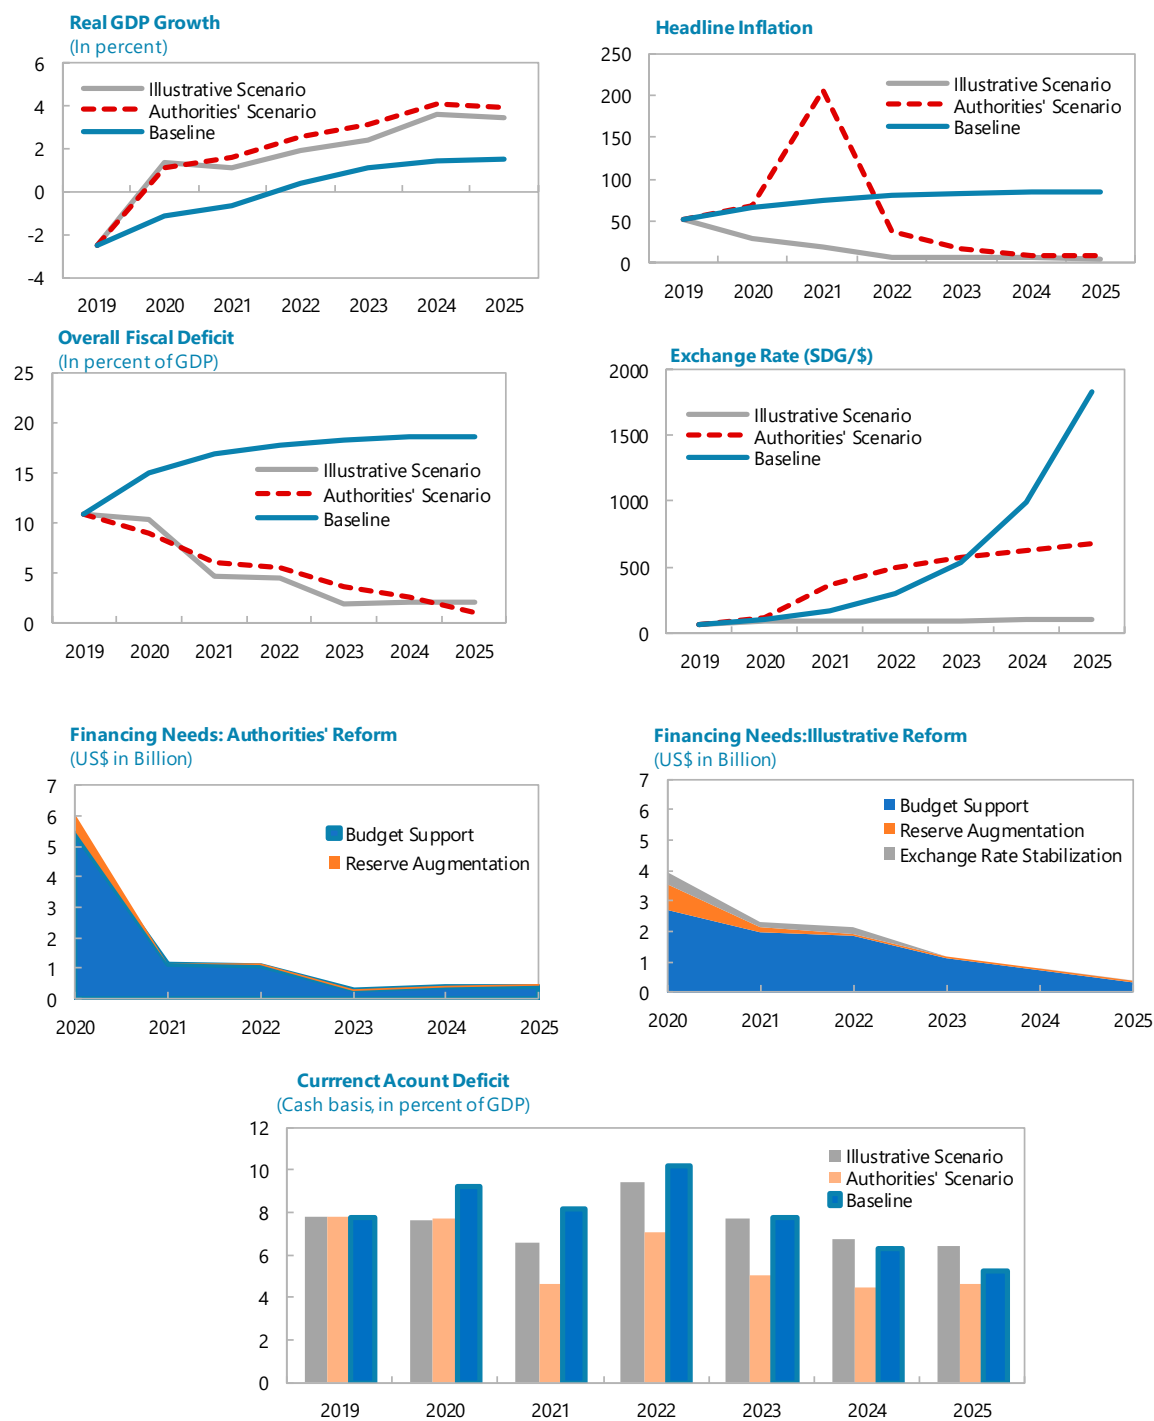 Real GDP Growth
(In percent)
6
4
2
0
-2
-4
Illustrative Scenario
Authorities' Scenario
Baseline
2019 2020 2021 2022 2023 2024 2025
Headline Inflation
250
200
150
100
50
0
Illustrative Scenario
Authorities' Scenario
Baseline
2019 2020 2021 2022 2023 2024 2025
Overall Fiscal Deficit
(In percent of GDP)
25
20
15
10
5
0
Illustrative Scenario
Authorities' Scenario
Baseline
2019 2020 2021 2022 2023 2024 2025
Exchange Rate (SDG/$)
2000
1500
1000
500
0
Illustrative Scenario
Authorities' Scenario
Baseline
2019 2020 2021 2022 2023 2024 2025
Financing Needs: Authorities' Reform
(US$ in Billion)
7
6
5
4
3
2
1
0
Budget Support
Reserve Augmentation
2020 2021 2022 2023 2024 2025
Financing Needs:Illustrative Reform
(US$ in Billion)
7
6
5
4
3
2
1
0
Budget Support
Reserve Augmentation
Exchange Rate Stabilization
2020 2021 2022 2023 2024 2025
Currrenct Acount Deficit
(Cash basis, in percent of GDP)
12
10
8
6
4
2
0
Illustrative Scenario
Authorities' Scenario
Baseline
2019 2020 2021 2022 2023 2024 2025